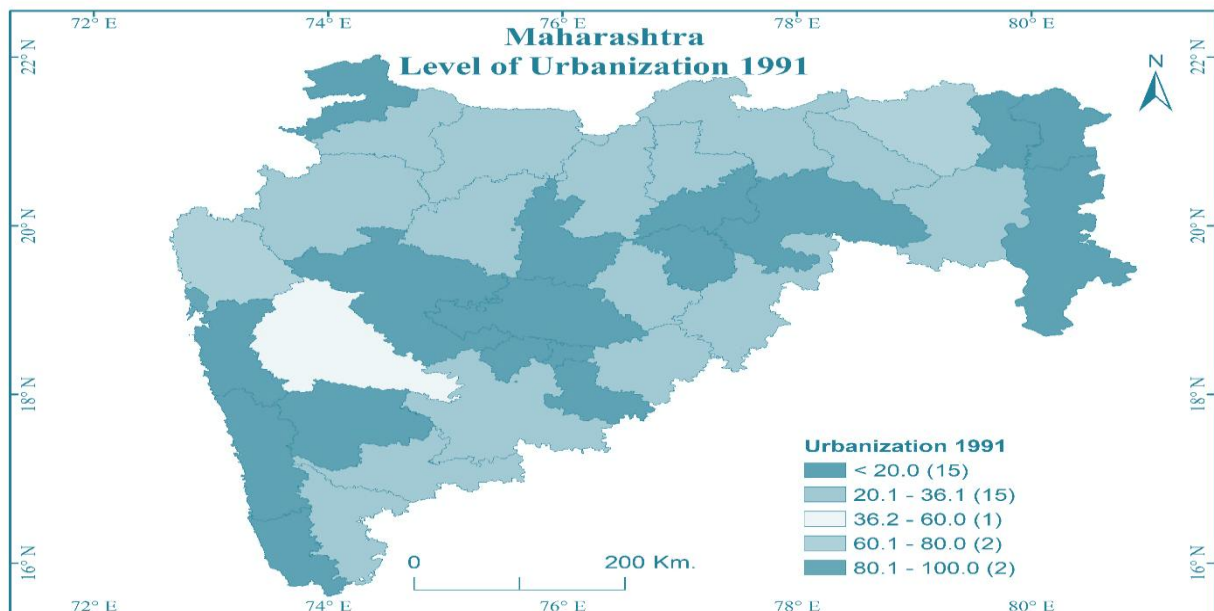 72° E 74° E 76° E 78° E 80° E
Maharashtra
Level of Urbanization 1991
22° N 22° N
N
20° N 20° N
18° N 18° N
16° N 16° N
Urbanization 1991
< 20.0 (15)
20.1 - 36.1 (15)
36.2 - 60.0 (1)
60.1 - 80.0 (2)
80.1 - 100.0 (2)
0 200 Km.
72° E 74° E 76° E 78° E 80° E